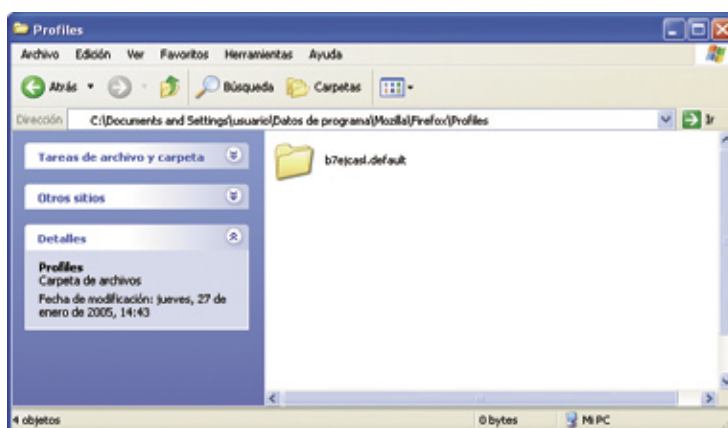 Profiles
Archivo Edición Ver Favoritos Herramientas Ayuda
Atrás Búsqueda Carpetas
Dirección C:\Documents and Settings\usuario\Datos de programa\Mozilla\Firefox\Profiles Ir
Tareas de archivo y carpeta
b7ejcasl.default
Otros sitios
Detalles
Profiles
Carpeta de archivos
Fecha de modificación: jueves, 27 de
enero de 2005, 14:43
4 objetos 0 bytes Mi PC